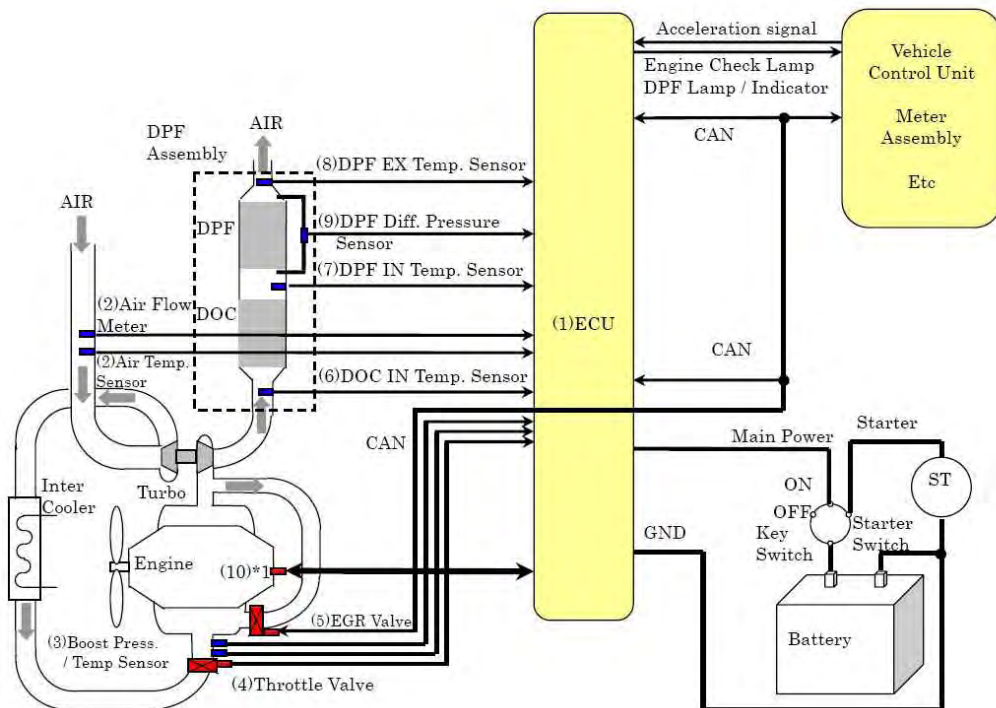 Acceleration signal
Engine Check Lamp
DPF Lamp / Indicator
CAN
Vehicle
Control Unit
Meter
Assembly
Etc
AIR
DPF
Assembly
(8)DPF EX Temp. Sensor
AIR
DPF
(9)DPF Diff. Pressure
Sensor
(7)DPF IN Temp. Sensor
(2)Air Flow
Meter
DOC
(1)ECU
(2)Air Temp.
Sensor
(6)DOC IN Temp. Sensor
CAN
CAN
Main Power
Starter
Inter
Cooler
Turbo
ON
OFF
Key
Switch
Starter
Switch
ST
GND
Engine
(10)*1
(5)EGR Valve
(3)Boost Press.
/ Temp Sensor
(4)Throttle Valve
Battery